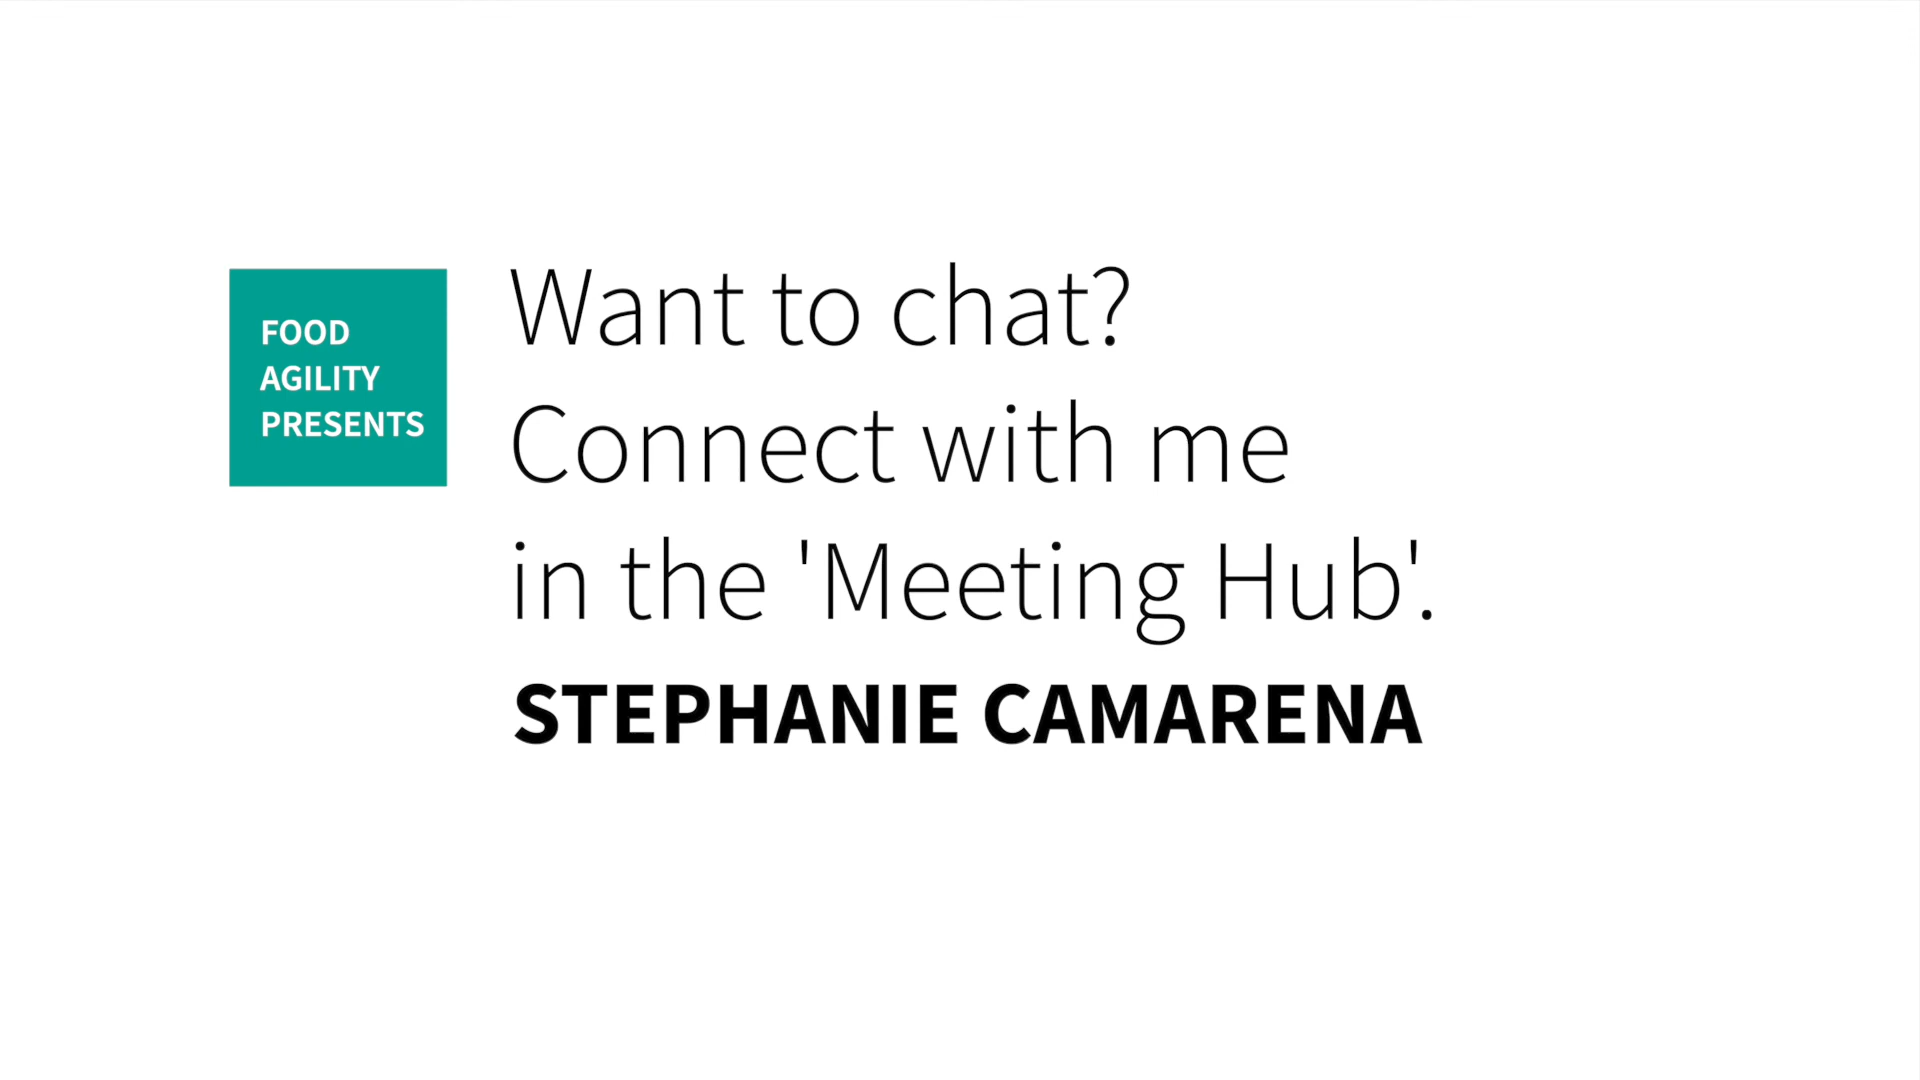 FOOD
AGILITY
PRESENTS
Want to chat?
Connect with me
in the 'Meeting Hub'.
STEPHANIE CAMARENA